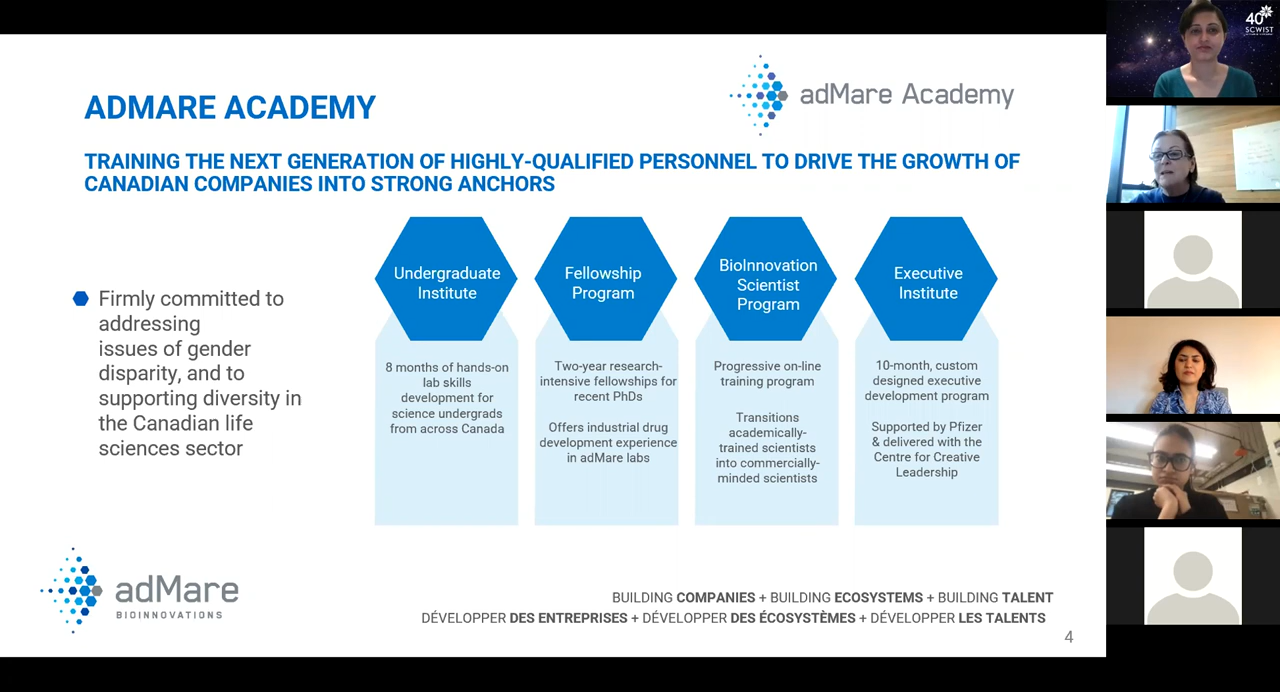 ADMARE ACADEMY
adMare Academy
TRAINING THE NEXT GENERATION OF HIGHLY-QUALIFIED PERSONNEL TO DRIVE THE GROWTH OF
CANADIAN COMPANIES INTO STRONG ANCHORS
Firmly committed to
addressing
issues of gender
disparity, and to
supporting diversity in
the Canadian life
sciences sector
Undergraduate
Institute
8 months of hands-on
lab skills
development for
science undergrads
from across Canada
Fellowship
Program
Two-year research-
intensive fellowships for
recent PhDs
Offers industrial drug
development experience
in adMare labs
BioInnovation
Scientist
Program
Progressive on-line
training program
Transitions
academically-
trained scientists
into commercially-
minded scientists
Executive
Institute
10-month, custom
designed executive
development program
Supported by Pfizer
& delivered with the
Centre for Creative
Leadership
adMare
BIOINNOVATIONS
BUILDING COMPANIES + BUILDING ECOSYSTEMS + BUILDING TALENT
DÉVELOPPER DES ENTREPRISES + DÉVELOPPER DES ÉCOSYSTÈMES + DÉVELOPPER LES TALENTS
4
40
SCWIST